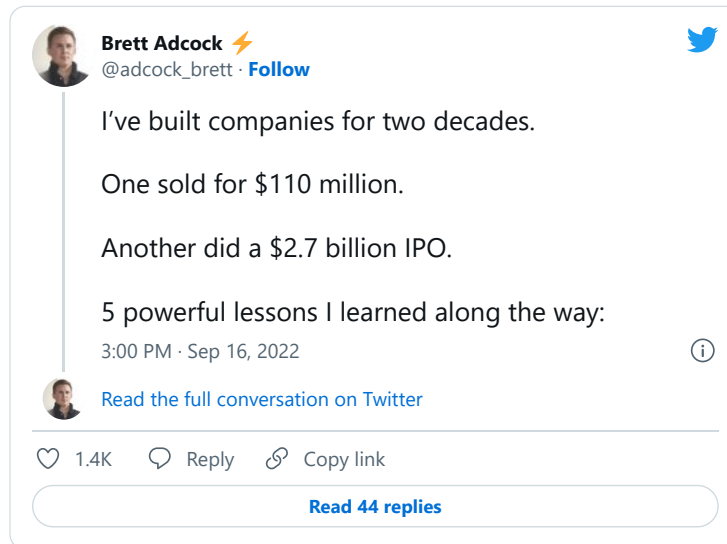 Brett Adcock ⚡
@adcock_brett · Follow
I’ve built companies for two decades.
One sold for $110 million.
Another did a $2.7 billion IPO.
5 powerful lessons I learned along the way:
3:00 PM · Sep 16, 2022
Read the full conversation on Twitter
1.4K Reply Copy link
Read 44 replies